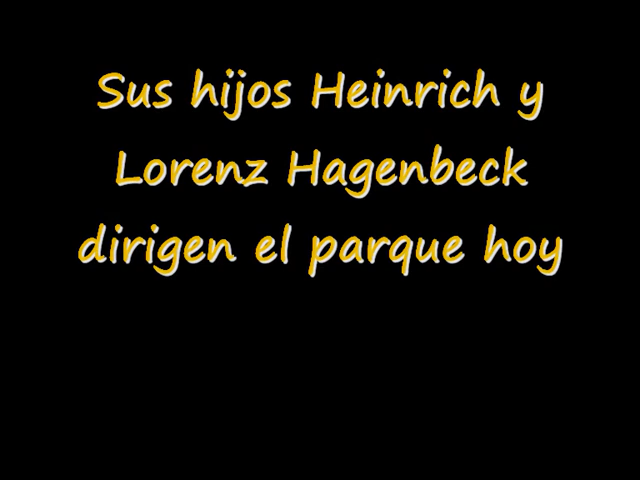 Sus hijos Heinrich y
Lorenz Hagenbeck
dirigen el parque hoy